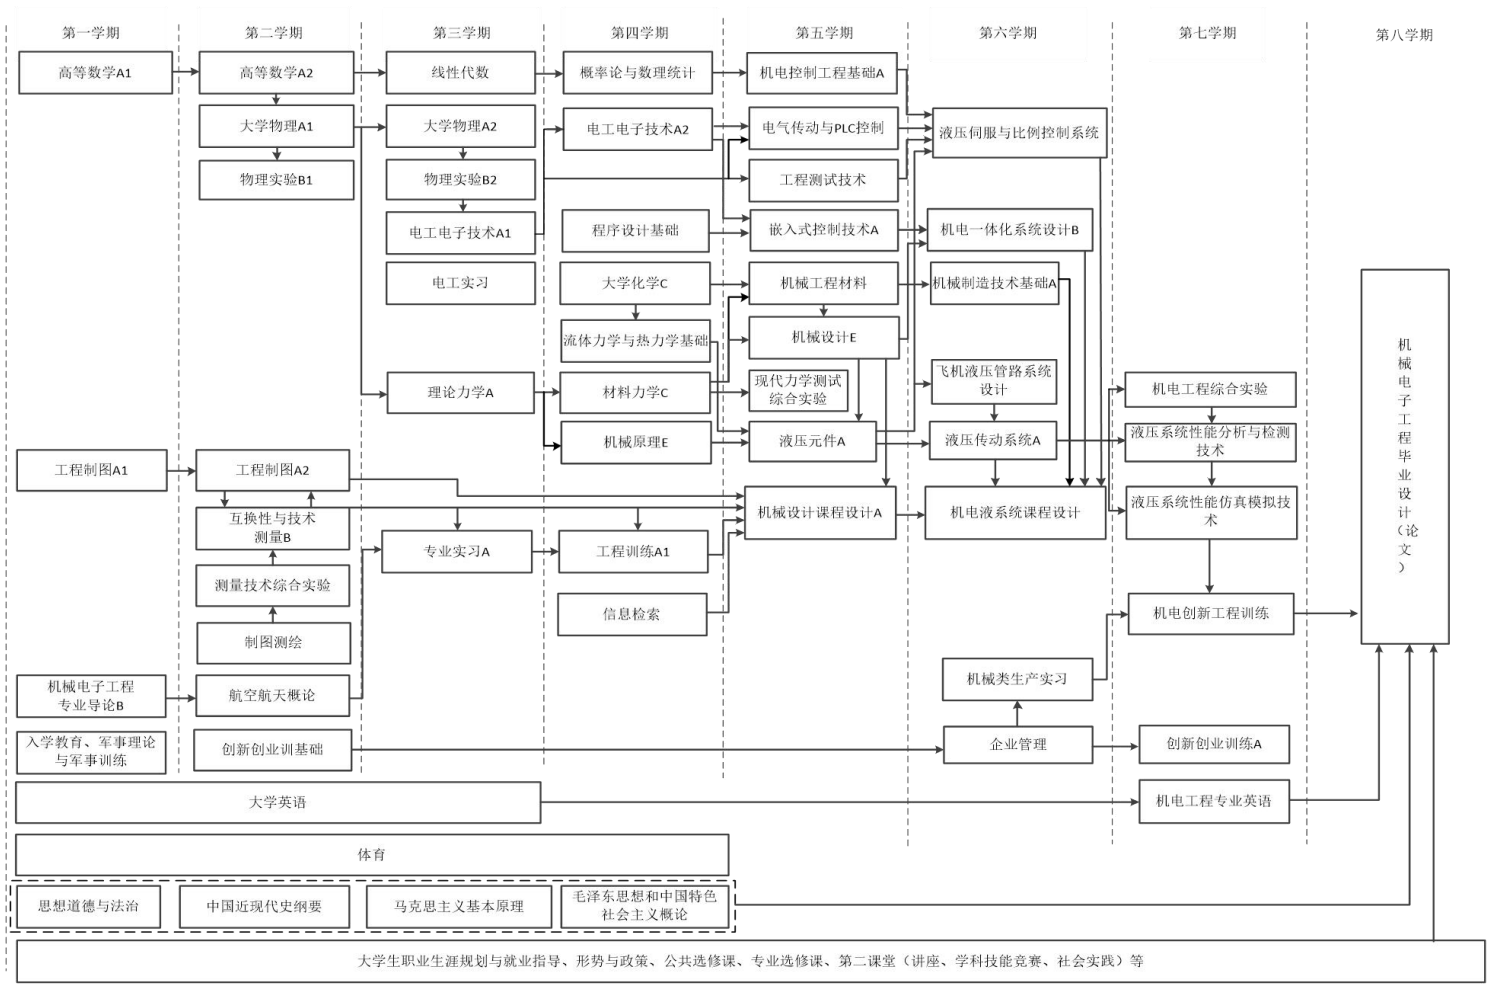 第一学期
第二学期
第三学期
第四学期
第五学期
第六学期
第七学期
第八学期
高等数学A1
高等数学A2
线性代数
概率论与数理统计
机电控制工程基础A
大学物理A1
大学物理A2
电工电子技术A2
电气传动与PLC控制
液压伺服与比例控制系统
物理实验B1
物理实验B2
工程测试技术
电工电子技术A1
程序设计基础
嵌入式控制技术A
机电一体化系统设计B
电工实习
大学化学C
机械工程材料
机械制造技术基础A
流体力学与热力学基础
机械设计E
理论力学A
材料力学C
现代力学测试
综合实验
飞机液压管路系统
设计
机电工程综合实验
机械原理E
液压元件A
液压传动系统A
液压系统性能分析与检测
技术
工程制图A1
工程制图A2
互换性与技术
测量B
机械设计课程设计A
机电液系统课程设计
液压系统性能仿真模拟技
术
专业实习A
工程训练A1
测量技术综合实验
信息检索
机电创新工程训练
制图测绘
机械电子工程
专业导论B
航空航天概论
机械类生产实习
入学教育、军事理论
与军事训练
创新创业训基础
企业管理
创新创业训练A
大学英语
机电工程专业英语
机
械
电
子
工
程
毕
业
设
计
（论
文
）
体育
思想道德与法治
中国近现代史纲要
马克思主义基本原理
毛泽东思想和中国特色
社会主义概论
大学生职业生涯规划与就业指导、形势与政策、公共选修课、专业选修课、第二课堂（讲座、学科技能竞赛、社会实践）等